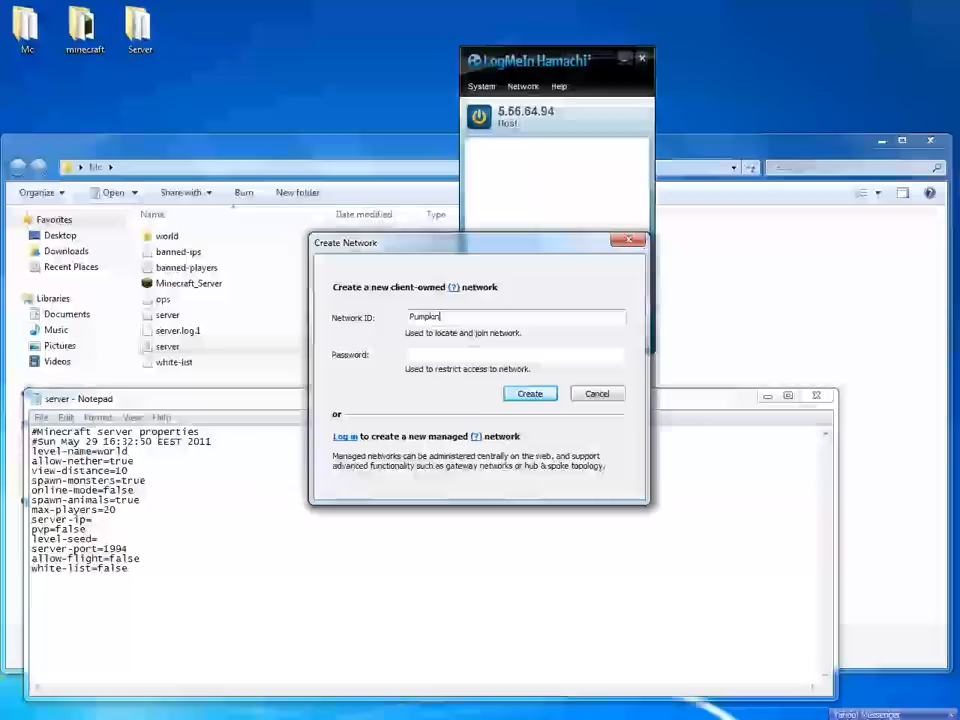 Mc
minecraft
Server
LogMeIn Hamachi²
System Network Help
5.56.64.94
Host
Mc
Organize Open Share with Burn New folder
Name Date modified Type
Favorites
Desktop
Downloads
Recent Places
Libraries
Documents
Music
Pictures
Videos
world
banned-ips
banned-players
Minecraft_Server
ops
server
server.log.1
server
white-list
Create Network
Create a new client-owned (?) network
Network ID: Pumpkn
Used to locate and join network.
Password:
Used to restrict access to network.
Create Cancel
or
Log in to create a new managed (?) network
Managed networks can be administered centrally on the web, and support
advanced functionality such as gateway networks or hub & spoke topology.
server - Notepad
File Edit Format View Help
#Minecraft server properties
#Sun May 29 16:32:50 EEST 2011
level-name=world
allow-nether=true
view-distance=10
spawn-monsters=true
online-mode=false
spawn-animals=true
max-players=20
server-ip=
pvp=false
level-seed=
server-port=1994
allow-flight=false
white-list=false
Yahoo! Messenger